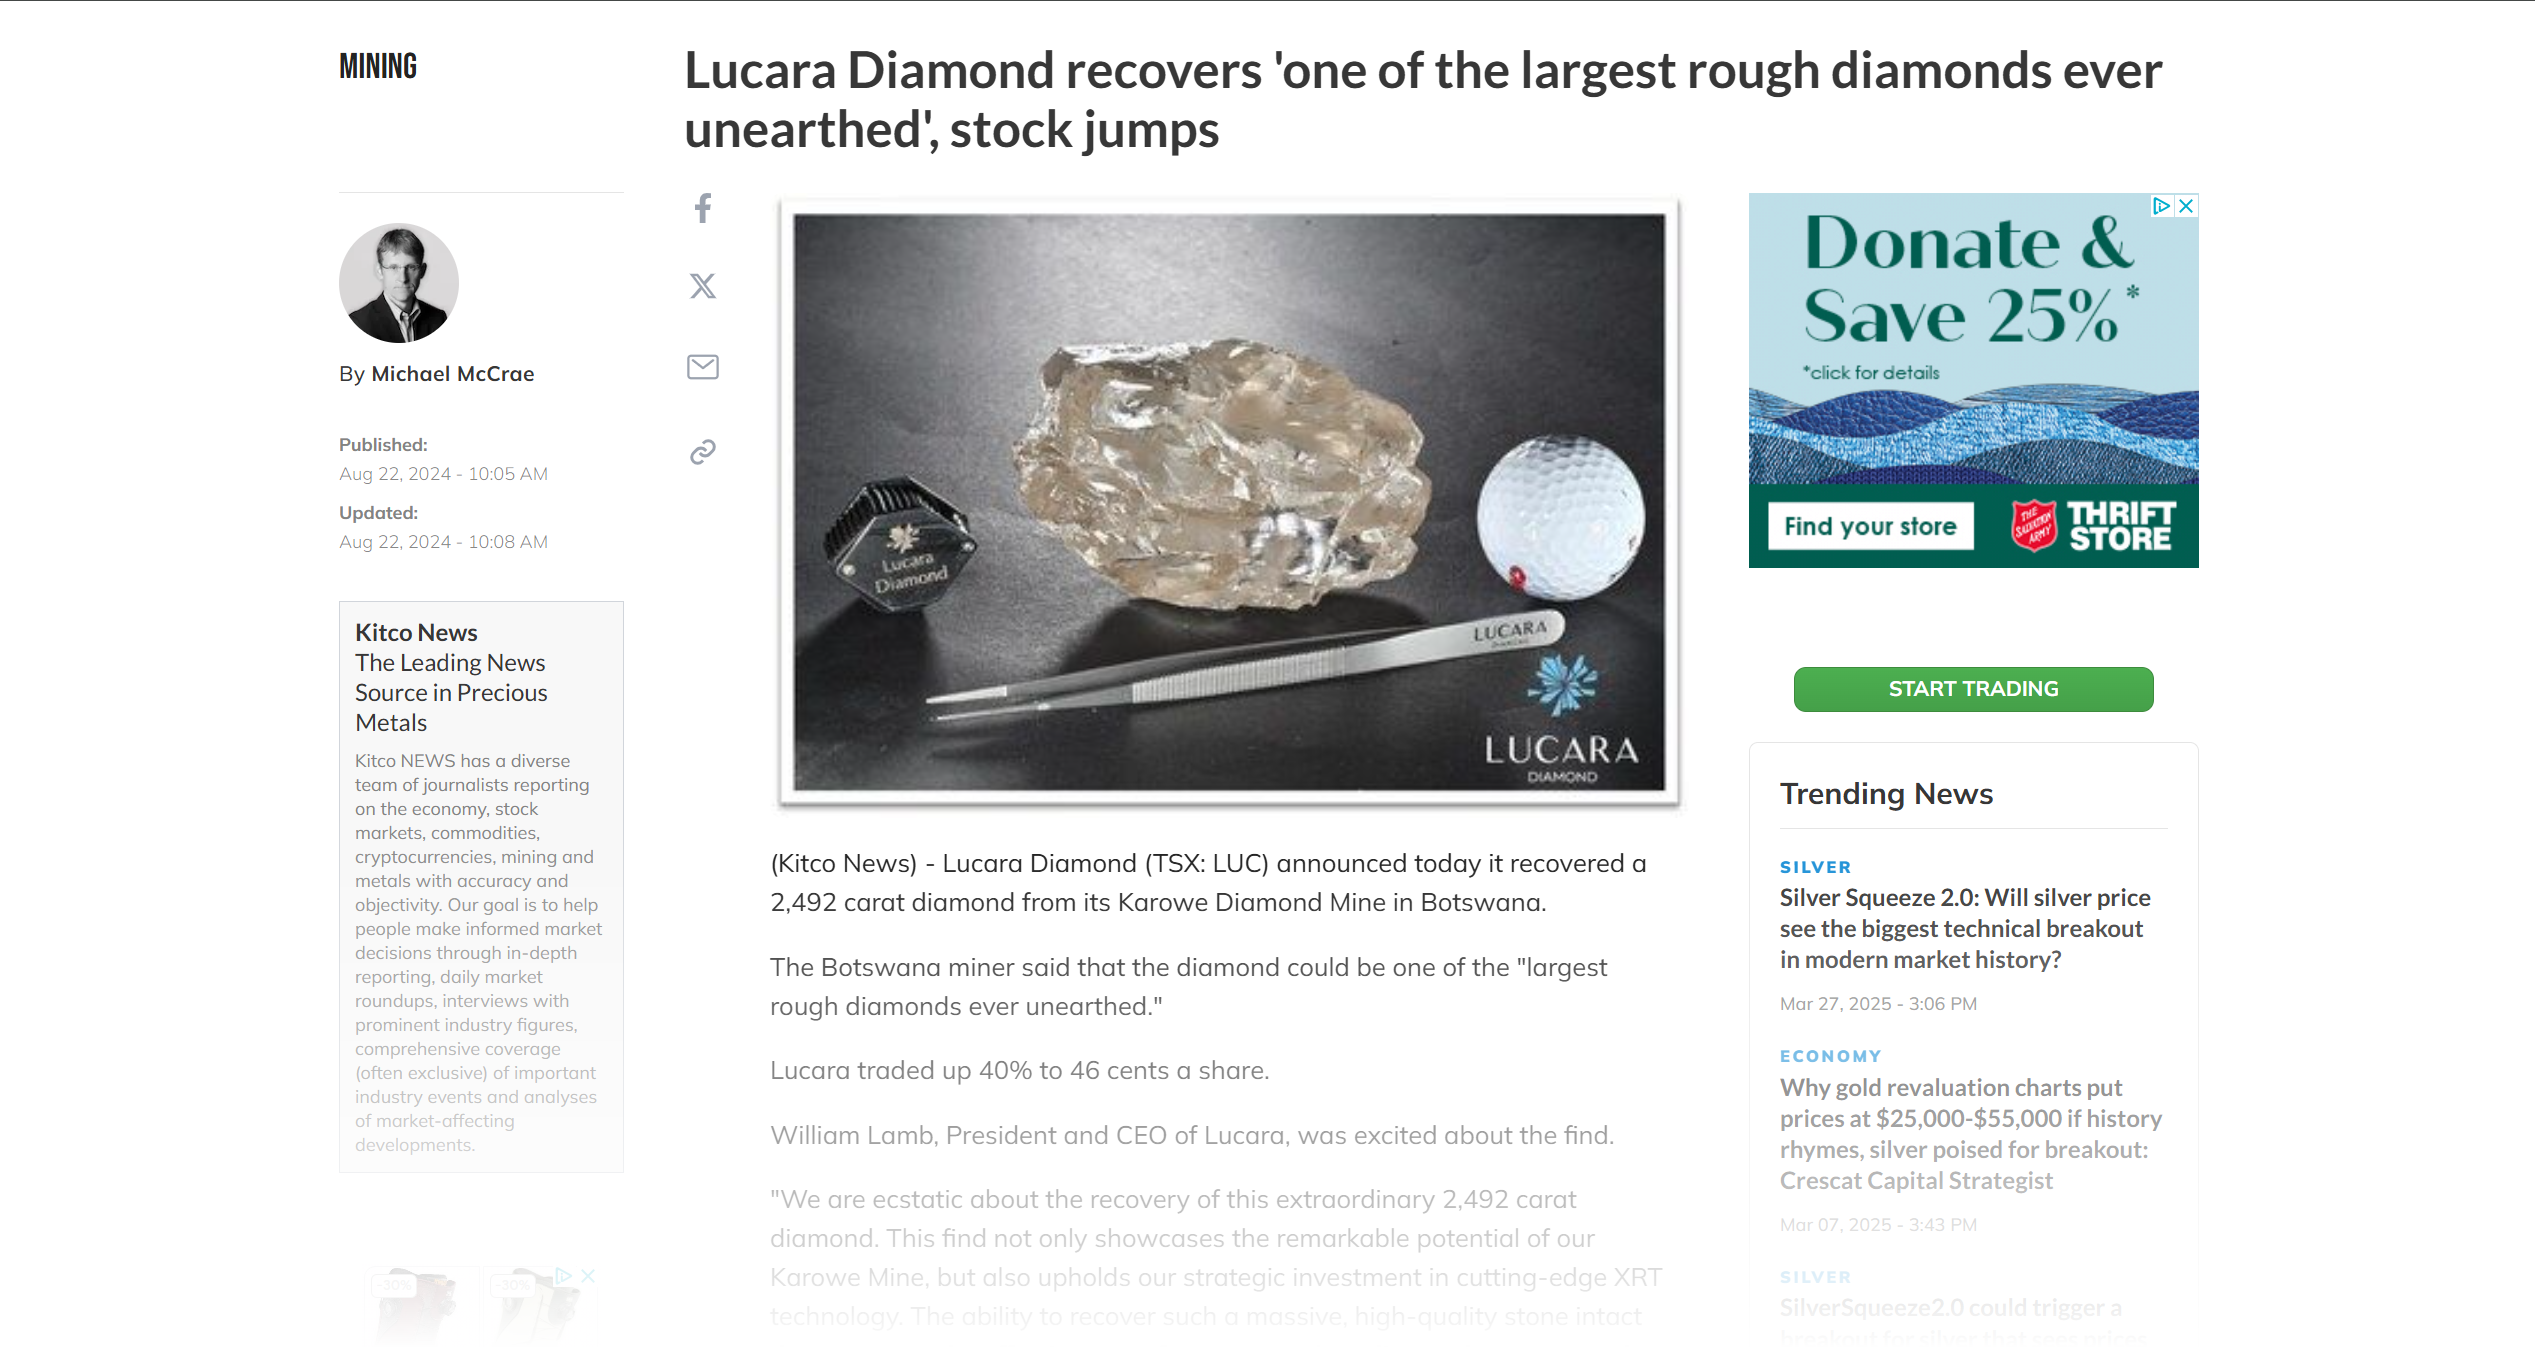 MINING
Lucara Diamond recovers 'one of the largest rough diamonds ever
unearthed', stock jumps
By Michael McCrae
Published:
Aug 22, 2024 - 10:05 AM
Updated:
Aug 22, 2024 - 10:08 AM
Kitco News
The Leading News
Source in Precious
Metals
Kitco NEWS has a diverse
team of journalists reporting
on the economy, stock
markets, commodities,
cryptocurrencies, mining and
metals with accuracy and
objectivity. Our goal is to help
people make informed market
decisions through in-depth
reporting, daily market
roundups, interviews with
prominent industry figures,
comprehensive coverage
(often exclusive) of important
industry events and analyses
of market-affecting
developments.
-30%
-30%
Lucara
Diamond
LUCARA
DIAMOND
LUCARA
DIAMOND
(Kitco News) - Lucara Diamond (TSX: LUC) announced today it recovered a
2,492 carat diamond from its Karowe Diamond Mine in Botswana.
The Botswana miner said that the diamond could be one of the "largest
rough diamonds ever unearthed."
Lucara traded up 40% to 46 cents a share.
William Lamb, President and CEO of Lucara, was excited about the find.
"We are ecstatic about the recovery of this extraordinary 2,492 carat
diamond. This find not only showcases the remarkable potential of our
Karowe Mine, but also upholds our strategic investment in cutting-edge XRT
technology. The ability to recover such a massive, high-quality stone intact
Donate &
Save 25%*
*click for details
Find your store
THE
SALVATION
ARMY
THRIFT
STORE
START TRADING
Trending News
SILVER
Silver Squeeze 2.0: Will silver price
see the biggest technical breakout
in modern market history?
Mar 27, 2025 - 3:06 PM
ECONOMY
Why gold revaluation charts put
prices at $25,000-$55,000 if history
rhymes, silver poised for breakout:
Crescat Capital Strategist
Mar 07, 2025 - 3:43 PM
SILVER
SilverSqueeze2.0 could trigger a
breakout for silver that sees prices